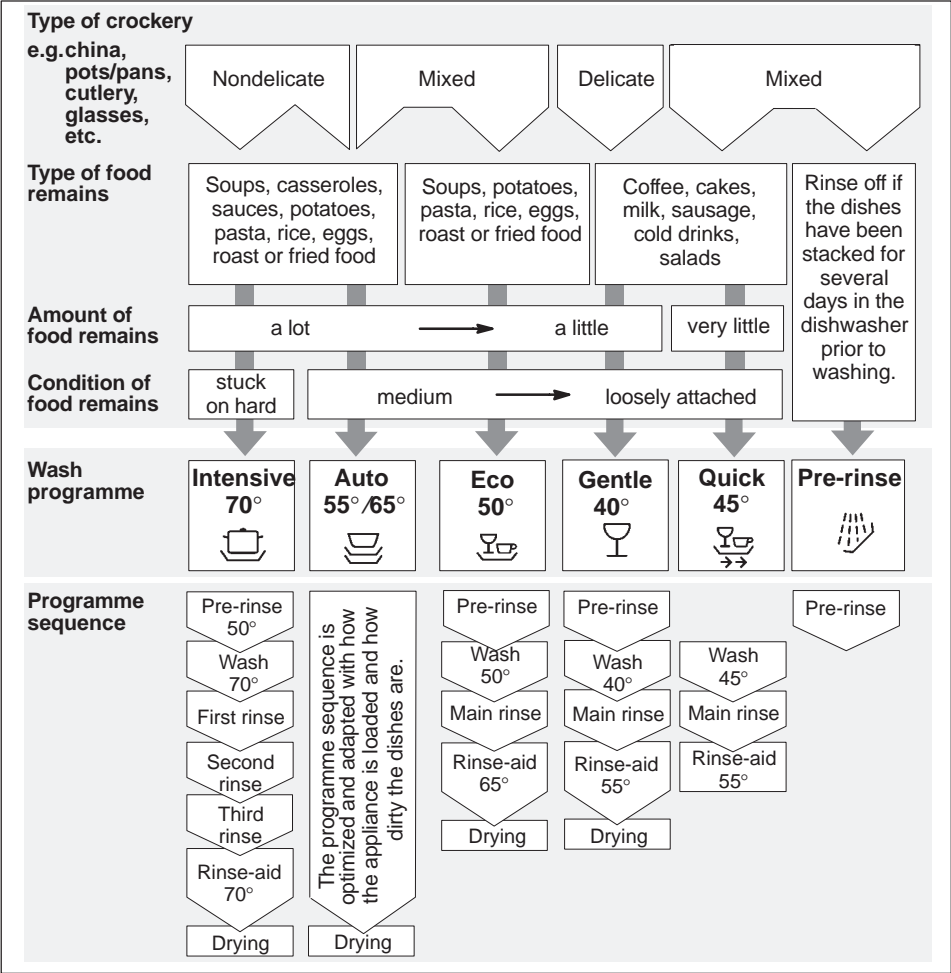 Type of crockery
e.g.china,
pots/pans,
cutlery,
glasses,
etc.
Nondelicate
Mixed
Delicate
Mixed
Type of food
remains
Soups, casseroles,
sauces, potatoes,
pasta, rice, eggs,
roast or fried food
Soups, potatoes,
pasta, rice, eggs,
roast or fried food
Coffee, cakes,
milk, sausage,
cold drinks,
salads
Rinse off if
the dishes
have been
stacked for
several
days in the
dishwasher
prior to
washing.
Amount of
food remains
a lot
a little
very little
Condition of
food remains
stuck
on hard
medium
loosely attached
Wash
programme
Intensive
70°
Auto
55°/65°
Eco
50°
Gentle
40°
Quick
45°
Pre-rinse
Programme
sequence
Pre-rinse
50°
Wash
70°
First rinse
Second
rinse
Third
rinse
Rinse-aid
70°
Drying
The programme sequence is
optimized and adapted with how
the appliance is loaded and how
dirty the dishes are.
Drying
Pre-rinse
Wash
50°
Main rinse
Rinse-aid
65°
Drying
Pre-rinse
Wash
40°
Main rinse
Rinse-aid
55°
Drying
Wash
45°
Main rinse
Rinse-aid
55°
Pre-rinse